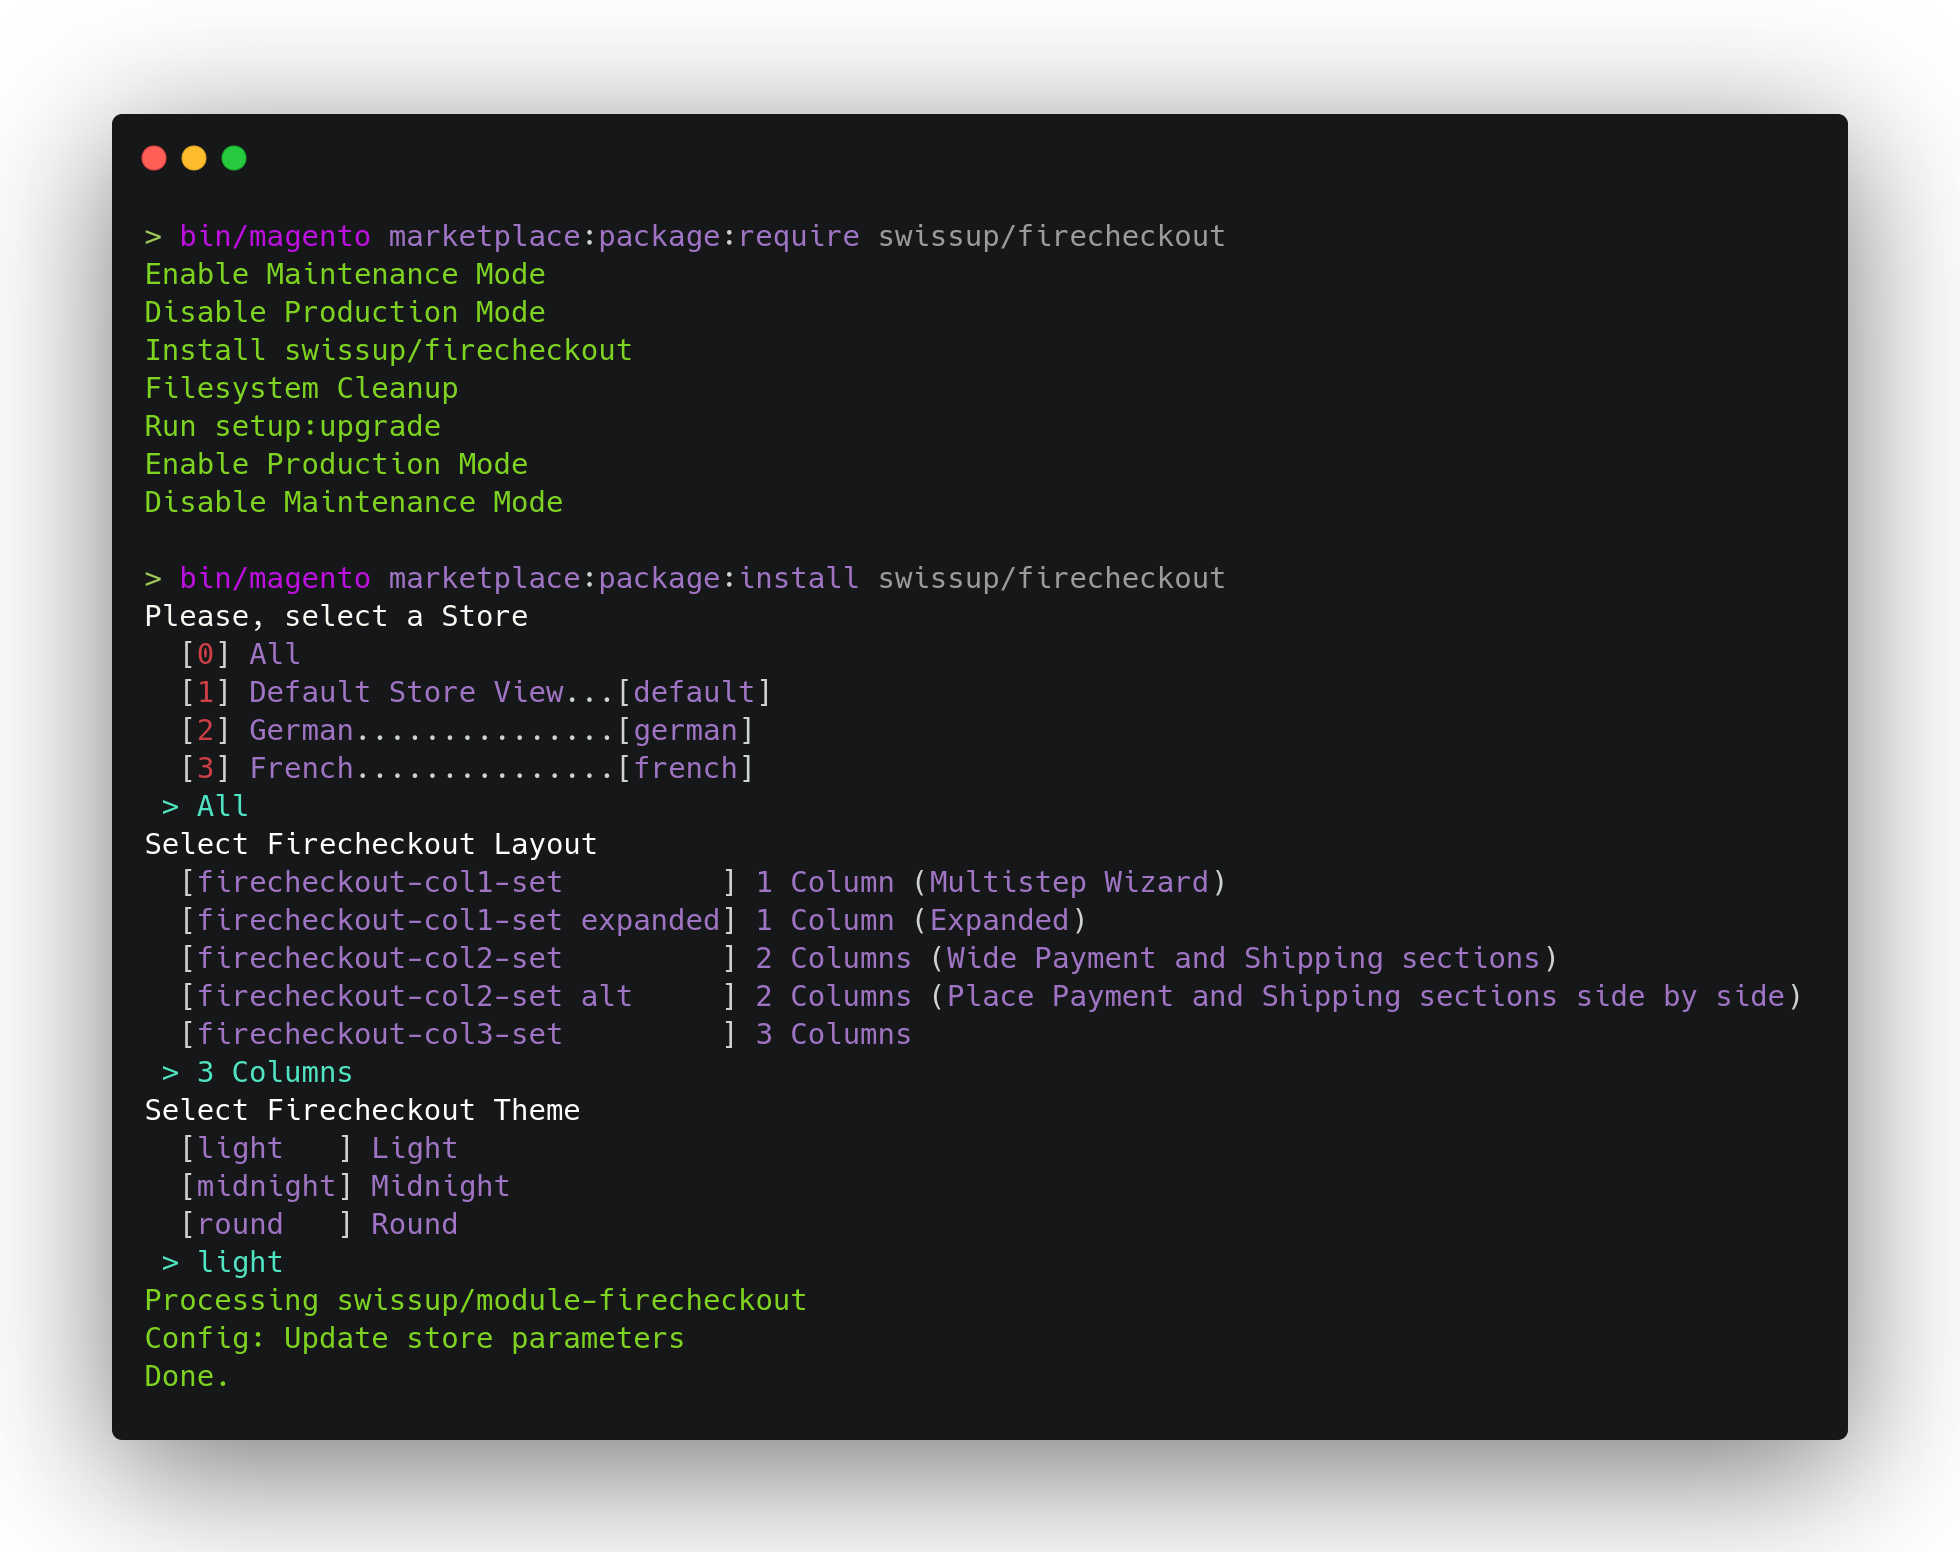 > bin/magento marketplace:package:require swissup/firecheckout
Enable Maintenance Mode
Disable Production Mode
Install swissup/firecheckout
Filesystem Cleanup
Run setup:upgrade
Enable Production Mode
Disable Maintenance Mode

> bin/magento marketplace:package:install swissup/firecheckout
Please, select a Store
  [0] All
  [1] Default Store View...[default]
  [2] German...............[german]
  [3] French...............[french]
 > All
Select Firecheckout Layout
  [firecheckout-col1-set         ] 1 Column (Multistep Wizard)
  [firecheckout-col1-set expanded] 1 Column (Expanded)
  [firecheckout-col2-set         ] 2 Columns (Wide Payment and Shipping sections)
  [firecheckout-col2-set alt     ] 2 Columns (Place Payment and Shipping sections side by side)
  [firecheckout-col3-set         ] 3 Columns
 > 3 Columns
Select Firecheckout Theme
  [light   ] Light
  [midnight] Midnight
  [round   ] Round
 > light
Processing swissup/module-firecheckout
Config: Update store parameters
Done.